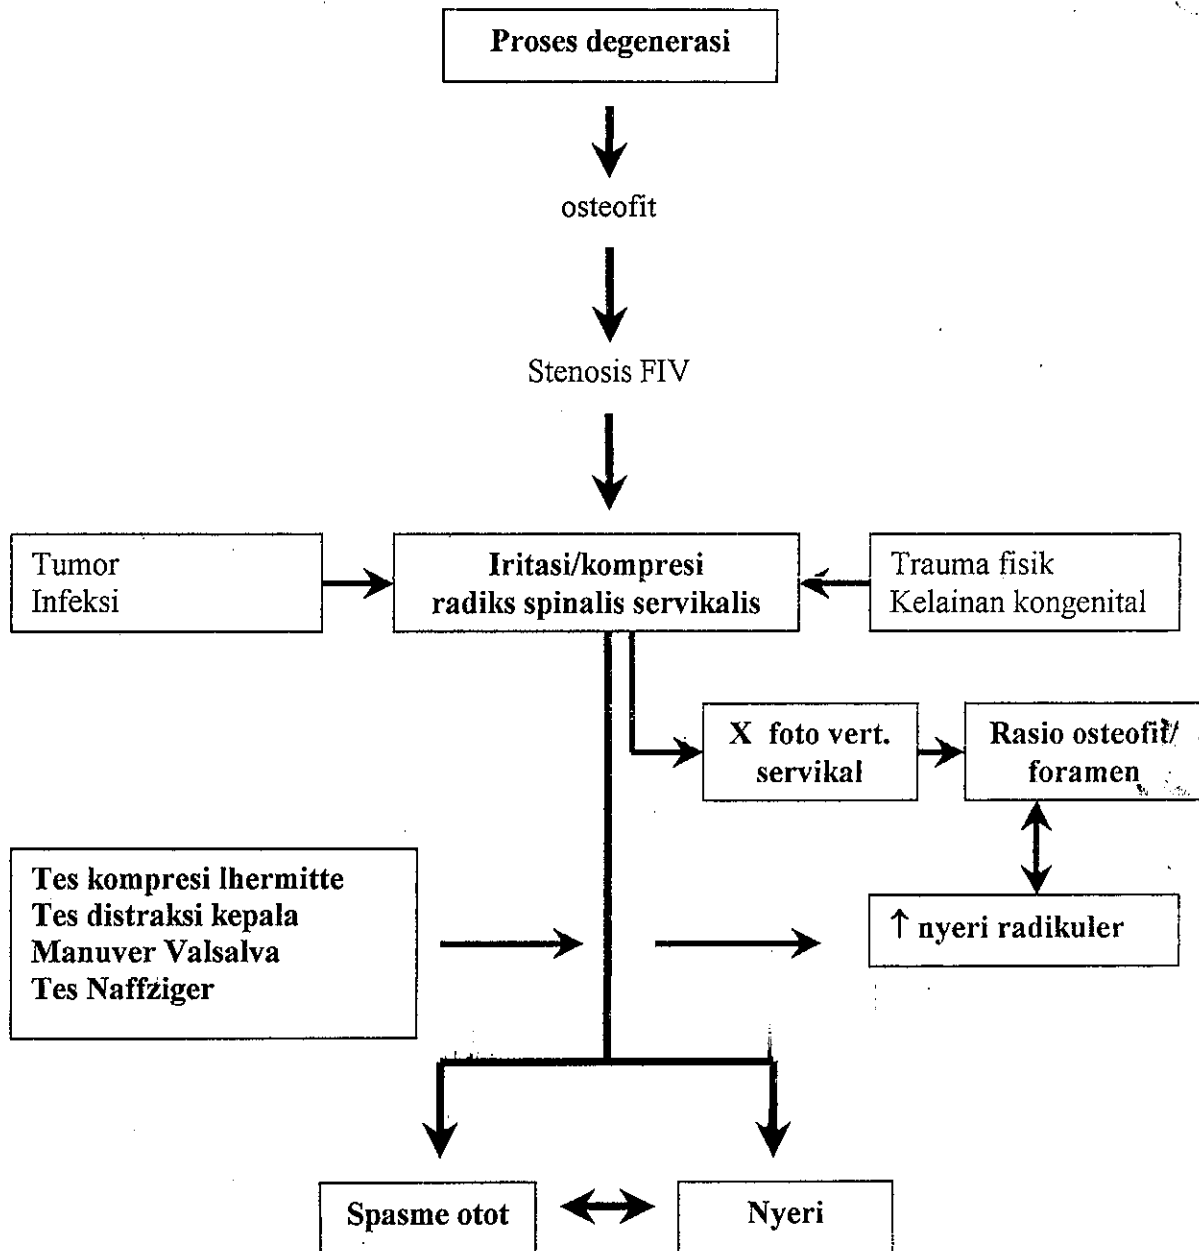 Proses degenerasi
osteofit
Stenosis FIV
Tumor
Infeksi
Iritasi/kompresi
radiks spinalis servikalis
Trauma fisik
Kelainan kongenital
X foto vert.
servikal
Rasio osteofit/
foramen
Tes kompresi lhermitte
Tes distraksi kepala
Manuver Valsalva
Tes Naffziger
↑ nyeri radikuler
Spasme otot
Nyeri